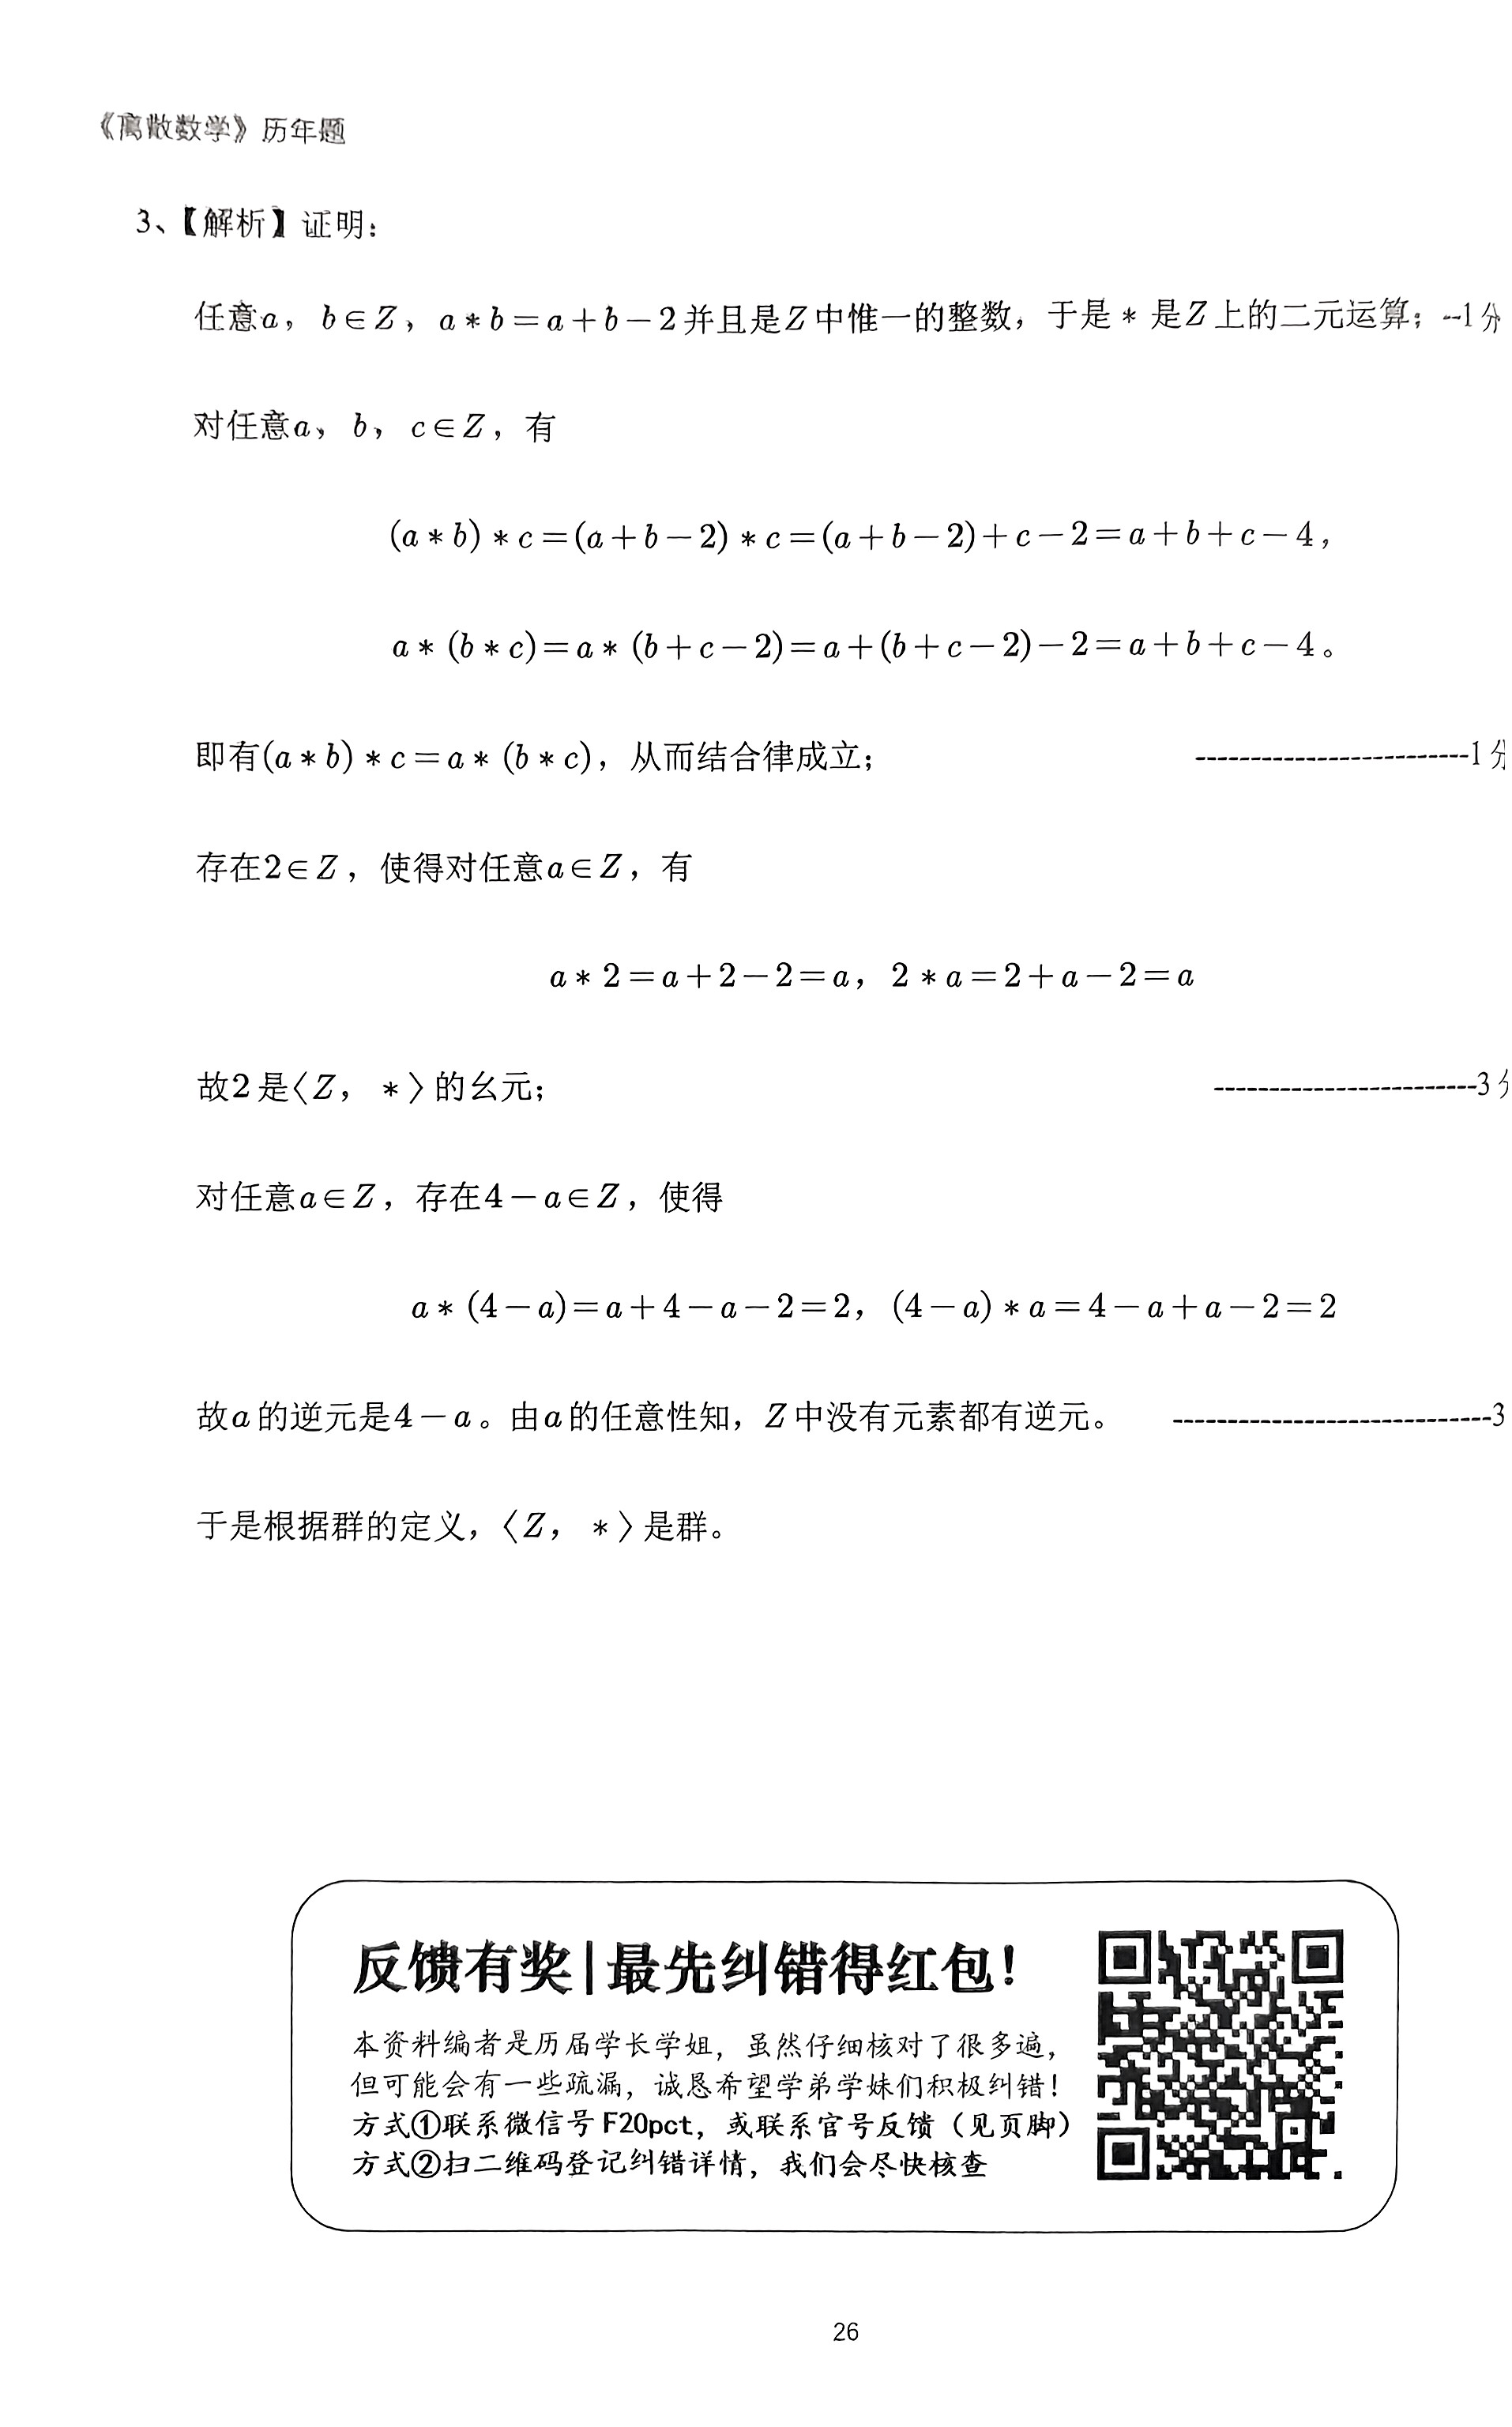 《离散数学》历年题
3、【解析】证明：
任意a，b∈Z，a∗b=a+b−2并且是Z中惟一的整数，于是∗是Z上的二元运算；--1分
对任意a、b，c∈Z，有
(a∗b)∗c=(a+b−2)∗c=(a+b−2)+c−2=a+b+c−4，
a∗(b∗c)=a∗(b+c−2)=a+(b+c−2)−2=a+b+c−4。
即有(a∗b)∗c=a∗(b∗c)，从而结合律成立； -------------------------1分
存在2∈Z，使得对任意a∈Z，有
a∗2=a+2−2=a，2∗a=2+a−2=a
故2是〈Z，∗〉的幺元； ------------------------3分
对任意a∈Z，存在4−a∈Z，使得
a∗(4−a)=a+4−a−2=2，(4−a)∗a=4−a+a−2=2
故a的逆元是4−a。由a的任意性知，Z中没有元素都有逆元。 -----------------------------3
于是根据群的定义，〈Z，∗〉是群。
反馈有奖|最先纠错得红包！
本资料编者是历届学长学姐，虽然仔细核对了很多遍，
但可能会有一些疏漏，诚恳希望学弟学妹们积极纠错！
方式①联系微信号F20pct，或联系官号反馈（见页脚）
方式②扫二维码登记纠错详情，我们会尽快核查
26